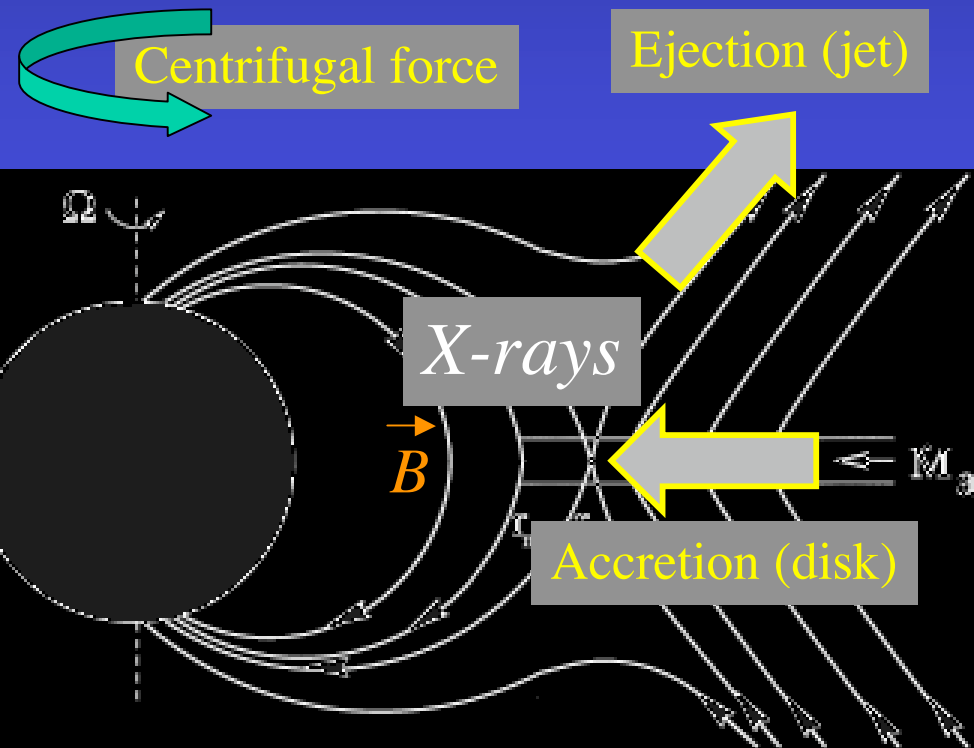 Centrifugal force
Ejection (jet)
Ω
X-rays
B
M
Accretion (disk)